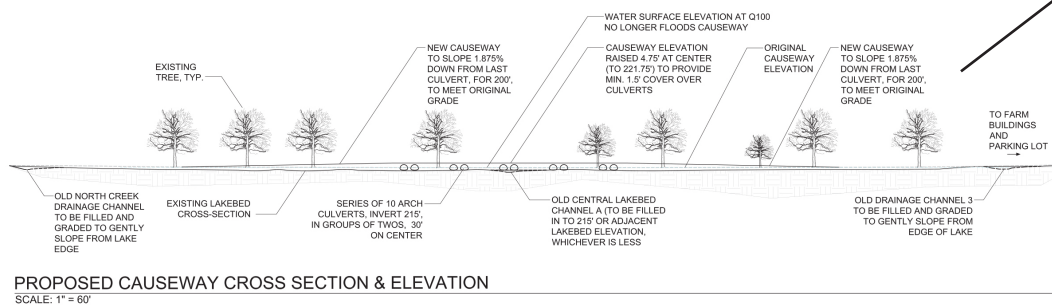 WATER SURFACE ELEVATION AT Q100
NO LONGER FLOODS CAUSEWAY
EXISTING
TREE, TYP.
NEW CAUSEWAY
TO SLOPE 1.875%
DOWN FROM LAST
CULVERT, FOR 200',
TO MEET ORIGINAL
GRADE
CAUSEWAY ELEVATION
RAISED 4.75' AT CENTER
(TO 221.75') TO PROVIDE
MIN. 1.5' COVER OVER
CULVERTS
ORIGINAL
CAUSEWAY
ELEVATION
NEW CAUSEWAY
TO SLOPE 1.875%
DOWN FROM LAST
CULVERT, FOR 200',
TO MEET ORIGINAL
GRADE
TO FARM
BUILDINGS
AND
PARKING LOT
OLD NORTH CREEK
DRAINAGE CHANNEL
TO BE FILLED AND
GRADED TO GENTLY
SLOPE FROM LAKE
EDGE
EXISTING LAKEBED
CROSS-SECTION
SERIES OF 10 ARCH
CULVERTS, INVERT 215',
IN GROUPS OF TWOS, 30'
ON CENTER
OLD CENTRAL LAKEBED
CHANNEL A (TO BE FILLED
IN TO 215' OR ADJACENT
LAKEBED ELEVATION,
WHICHEVER IS LESS
OLD DRAINAGE CHANNEL 3
TO BE FILLED AND GRADED
TO GENTLY SLOPE FROM
EDGE OF LAKE
PROPOSED CAUSEWAY CROSS SECTION & ELEVATION
SCALE: 1" = 60'